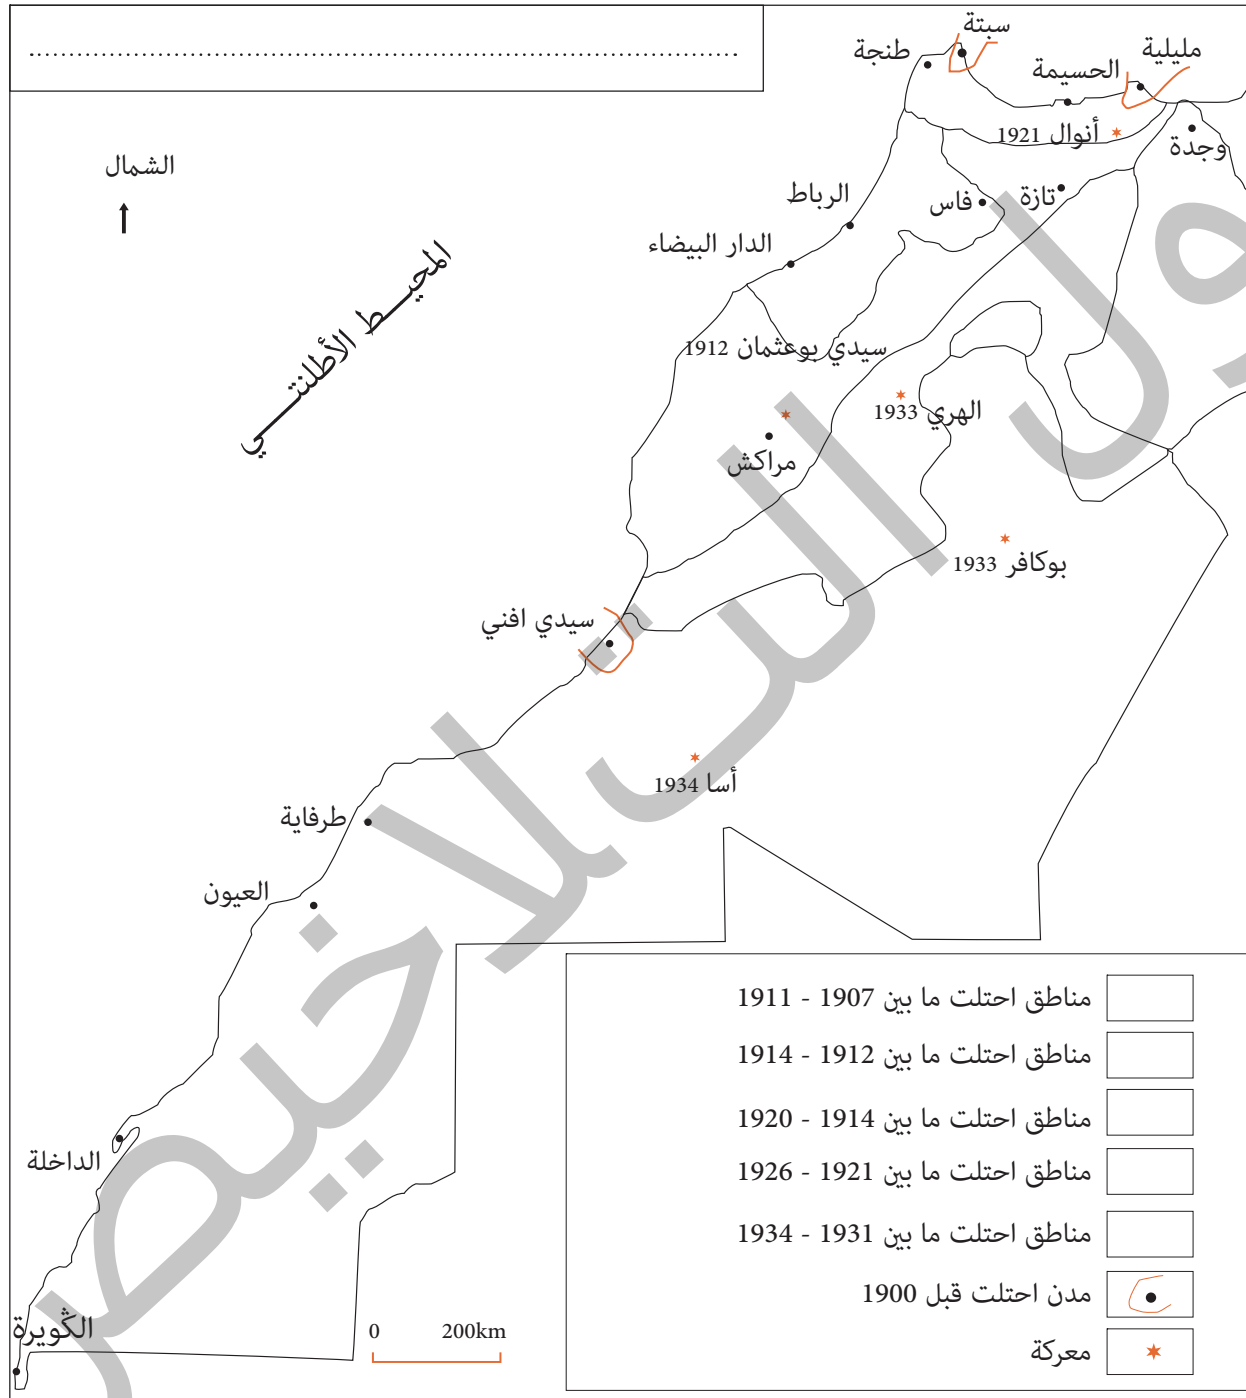 ........................................................................
سبتة
طنجة
مليلية
الحسيمة
أنوال 1921
وجدة
الشمال
تازة
فاس
الرباط
الدار البيضاء
المحيط الأطلنتي
سيدي بوعثمان 1912
الهري 1933
مراكش
بوكافر 1933
سيدي افني
أسا 1934
طرفاية
العيون
الداخلة
الڭويرة
0 200km
مناطق احتلت ما بين 1907 - 1911
مناطق احتلت ما بين 1912 - 1914
مناطق احتلت ما بين 1914 - 1920
مناطق احتلت ما بين 1921 - 1926
مناطق احتلت ما بين 1931 - 1934
مدن احتلت قبل 1900
معركة